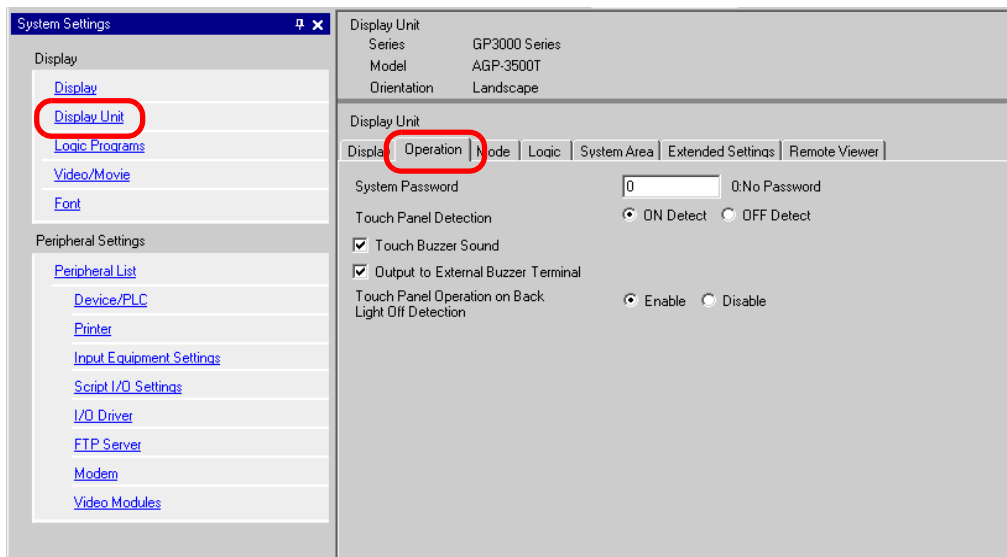 System Settings
Display
Display
Display Unit
Logic Programs
Video/Movie
Font
Peripheral Settings
Peripheral List
Device/PLC
Printer
Input Equipment Settings
Script I/O Settings
I/O Driver
FTP Server
Modem
Video Modules
Display Unit
Series GP3000 Series
Model AGP-3500T
Orientation Landscape
Display Unit
Display Operation Mode Logic System Area Extended Settings Remote Viewer
System Password 0 0:No Password
Touch Panel Detection ON Detect OFF Detect
Touch Buzzer Sound
Output to External Buzzer Terminal
Touch Panel Operation on Back
Light Off Detection Enable Disable